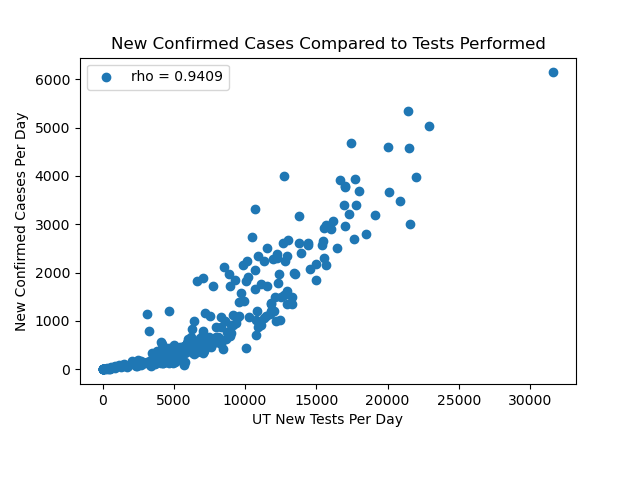 New Confirmed Cases Compared to Tests Performed
rho = 0.9409
6000
5000
4000
3000
2000
1000
0
New Confirmed Caeses Per Day
0 5000 10000 15000 20000 25000 30000
UT New Tests Per Day